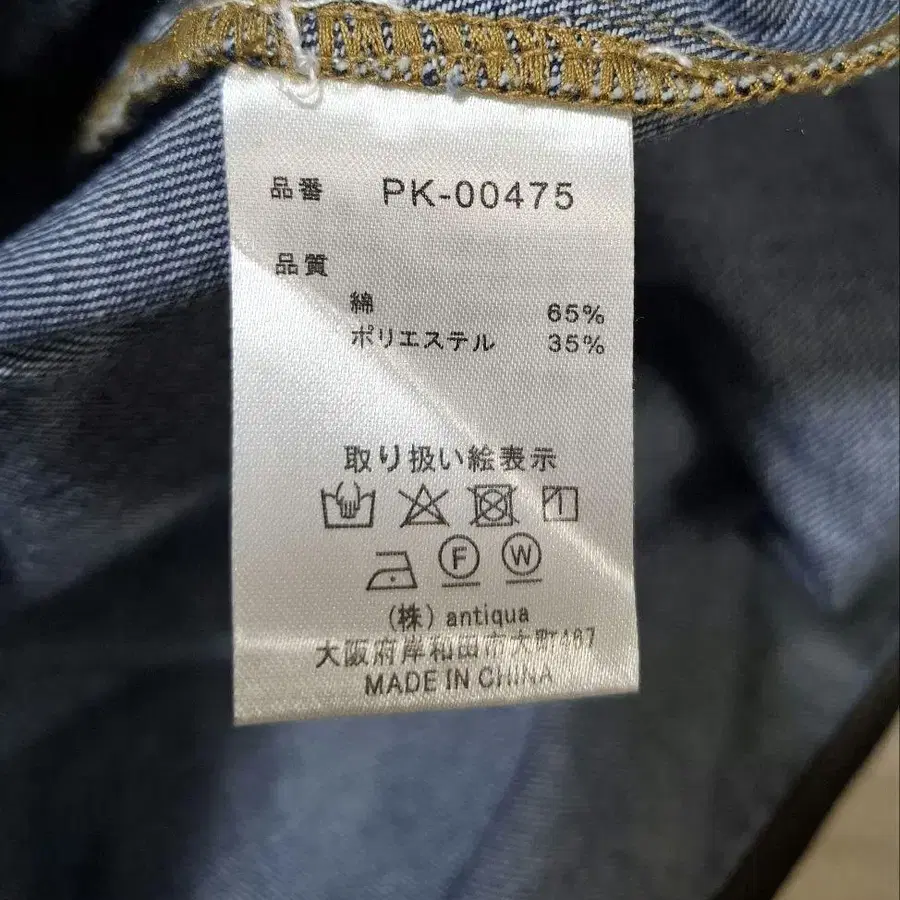 品番 PK-00475
品質
綿 65%
ポリエステル 35%
取り扱い絵表示
F W
(株) antiqua
大阪府岸和田市大町467
MADE IN CHINA